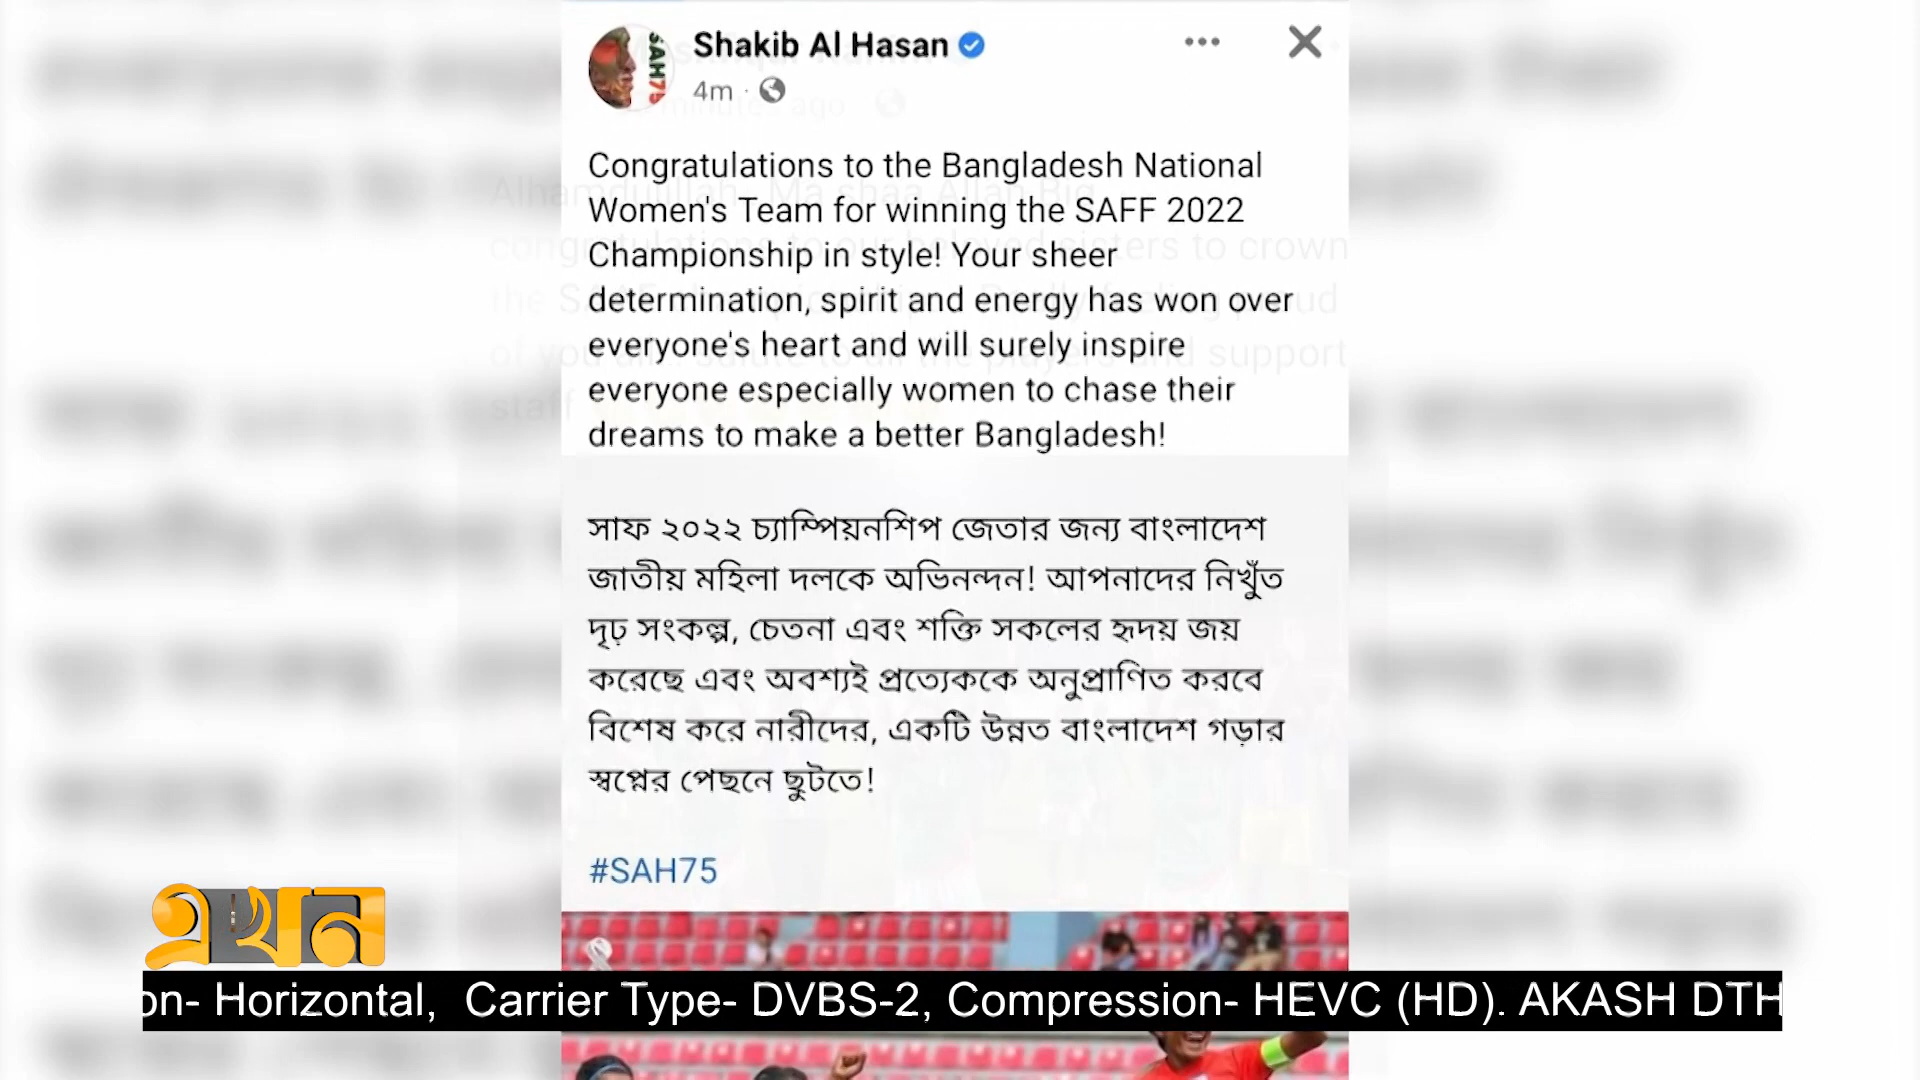 Shakib Al Hasan
SAH75
4m ·
Congratulations to the Bangladesh National
Women's Team for winning the SAFF 2022
Championship in style! Your sheer
determination, spirit and energy has won over
everyone's heart and will surely inspire
everyone especially women to chase their
dreams to make a better Bangladesh!
সাফ ২০২২ চ্যাম্পিয়নশিপ জেতার জন্য বাংলাদেশ
জাতীয় মহিলা দলকে অভিনন্দন! আপনাদের নিখুঁত
দৃঢ় সংকল্প, চেতনা এবং শক্তি সকলের হৃদয় জয়
করেছে এবং অবশ্যই প্রত্যেককে অনুপ্রাণিত করবে
বিশেষ করে নারীদের, একটি উন্নত বাংলাদেশ গড়ার
স্বপ্নের পেছনে ছুটতে!
#SAH75
এখন
on- Horizontal, Carrier Type- DVBS-2, Compression- HEVC (HD). AKASH DTH